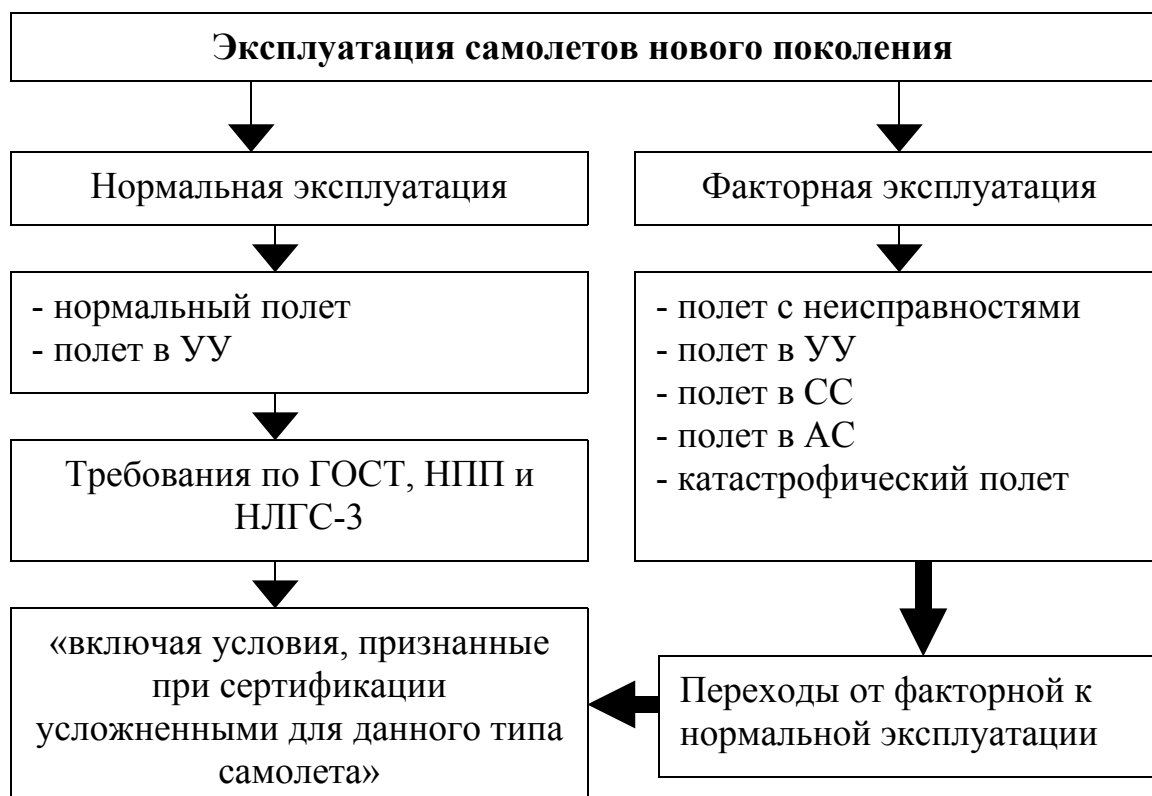 Эксплуатация самолетов нового поколения
Нормальная эксплуатация
Факторная эксплуатация
- нормальный полет
- полет в УУ
- полет с неисправностями
- полет в УУ
- полет в СС
- полет в АС
- катастрофический полет
Требования по ГОСТ, НПП и
НЛГС-3
«включая условия, признанные
при сертификации
усложненными для данного типа
самолета»
Переходы от факторной к
нормальной эксплуатации